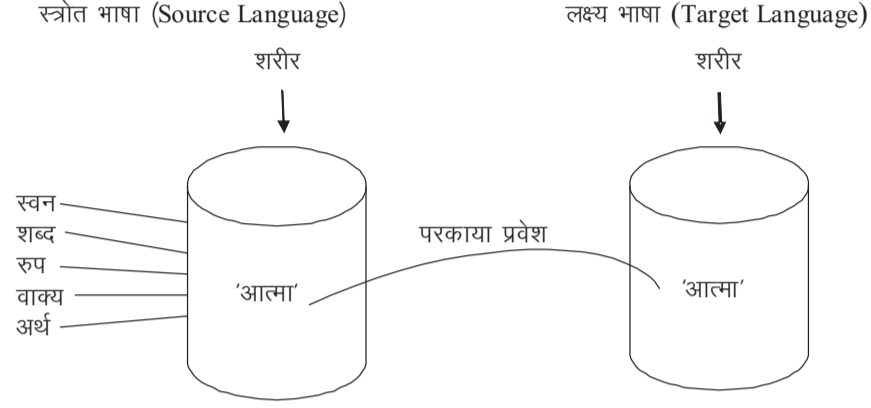 स्त्रोत भाषा (Source Language)
लक्ष्य भाषा (Target Language)
शरीर
शरीर
स्वन
शब्द
रुप
वाक्य
अर्थ
परकाया प्रवेश
'आत्मा'
'आत्मा'